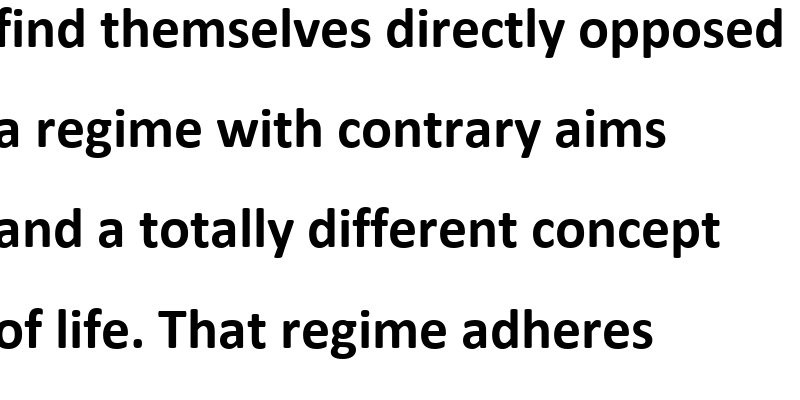 find themselves directly opposed
a regime with contrary aims
and a totally different concept
of life. That regime adheres